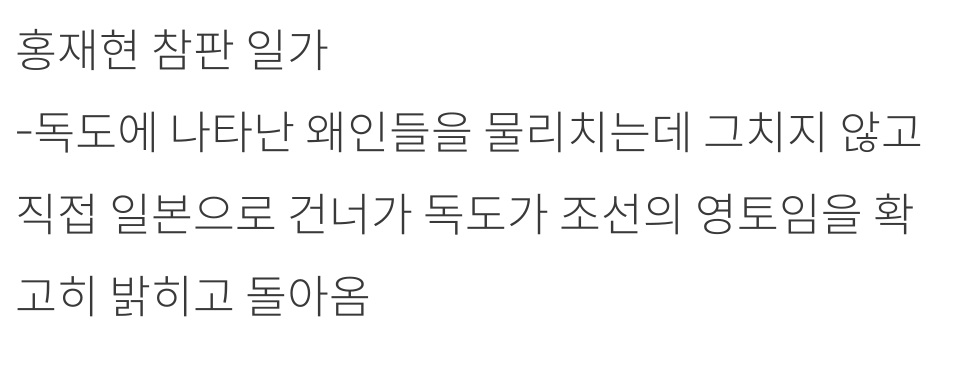 홍재현 참판 일가
-독도에 나타난 왜인들을 물리치는데 그치지 않고
직접 일본으로 건너가 독도가 조선의 영토임을 확
고히 밝히고 돌아옴